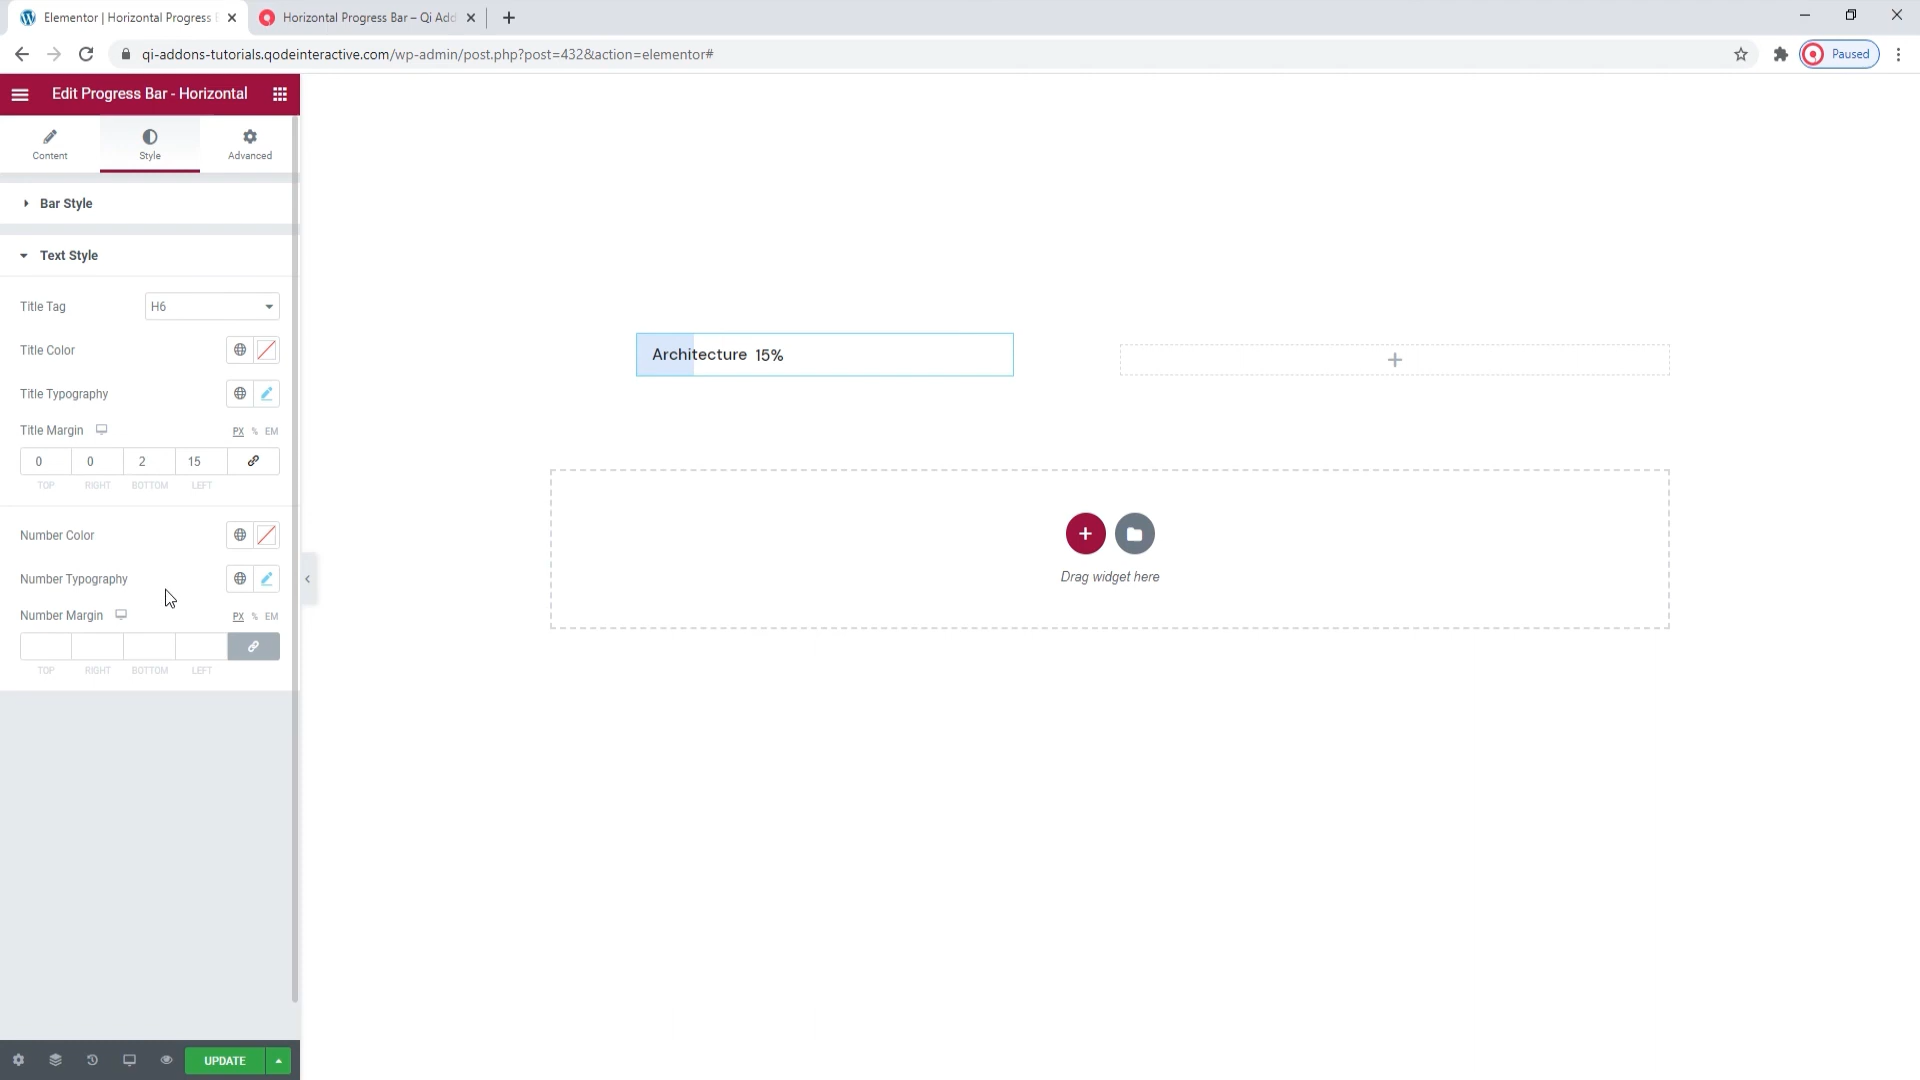 Elementor | Horizontal Progress
Horizontal Progress Bar – Qi Add
qi-addons-tutorials.qodeinteractive.com/wp-admin/post.php?post=432&action=elementor#
Paused
Edit Progress Bar - Horizontal
Content
Style
Advanced
Bar Style
Text Style
Title Tag
H6
Title Color
Title Typography
Title Margin
PX % EM
0 0 2 15
TOP RIGHT BOTTOM LEFT
Number Color
Number Typography
Number Margin
PX % EM
TOP RIGHT BOTTOM LEFT
UPDATE
Architecture 15%
Drag widget here